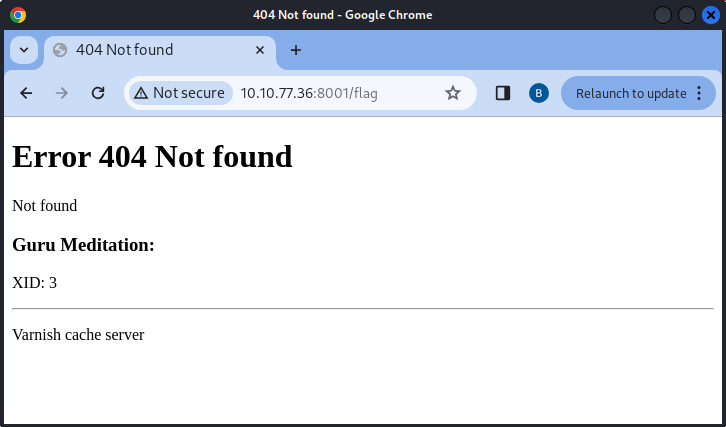 404 Not found - Google Chrome
404 Not found
Not secure 10.10.77.36:8001/flag B Relaunch to update
Error 404 Not found
Not found
Guru Meditation:
XID: 3
Varnish cache server